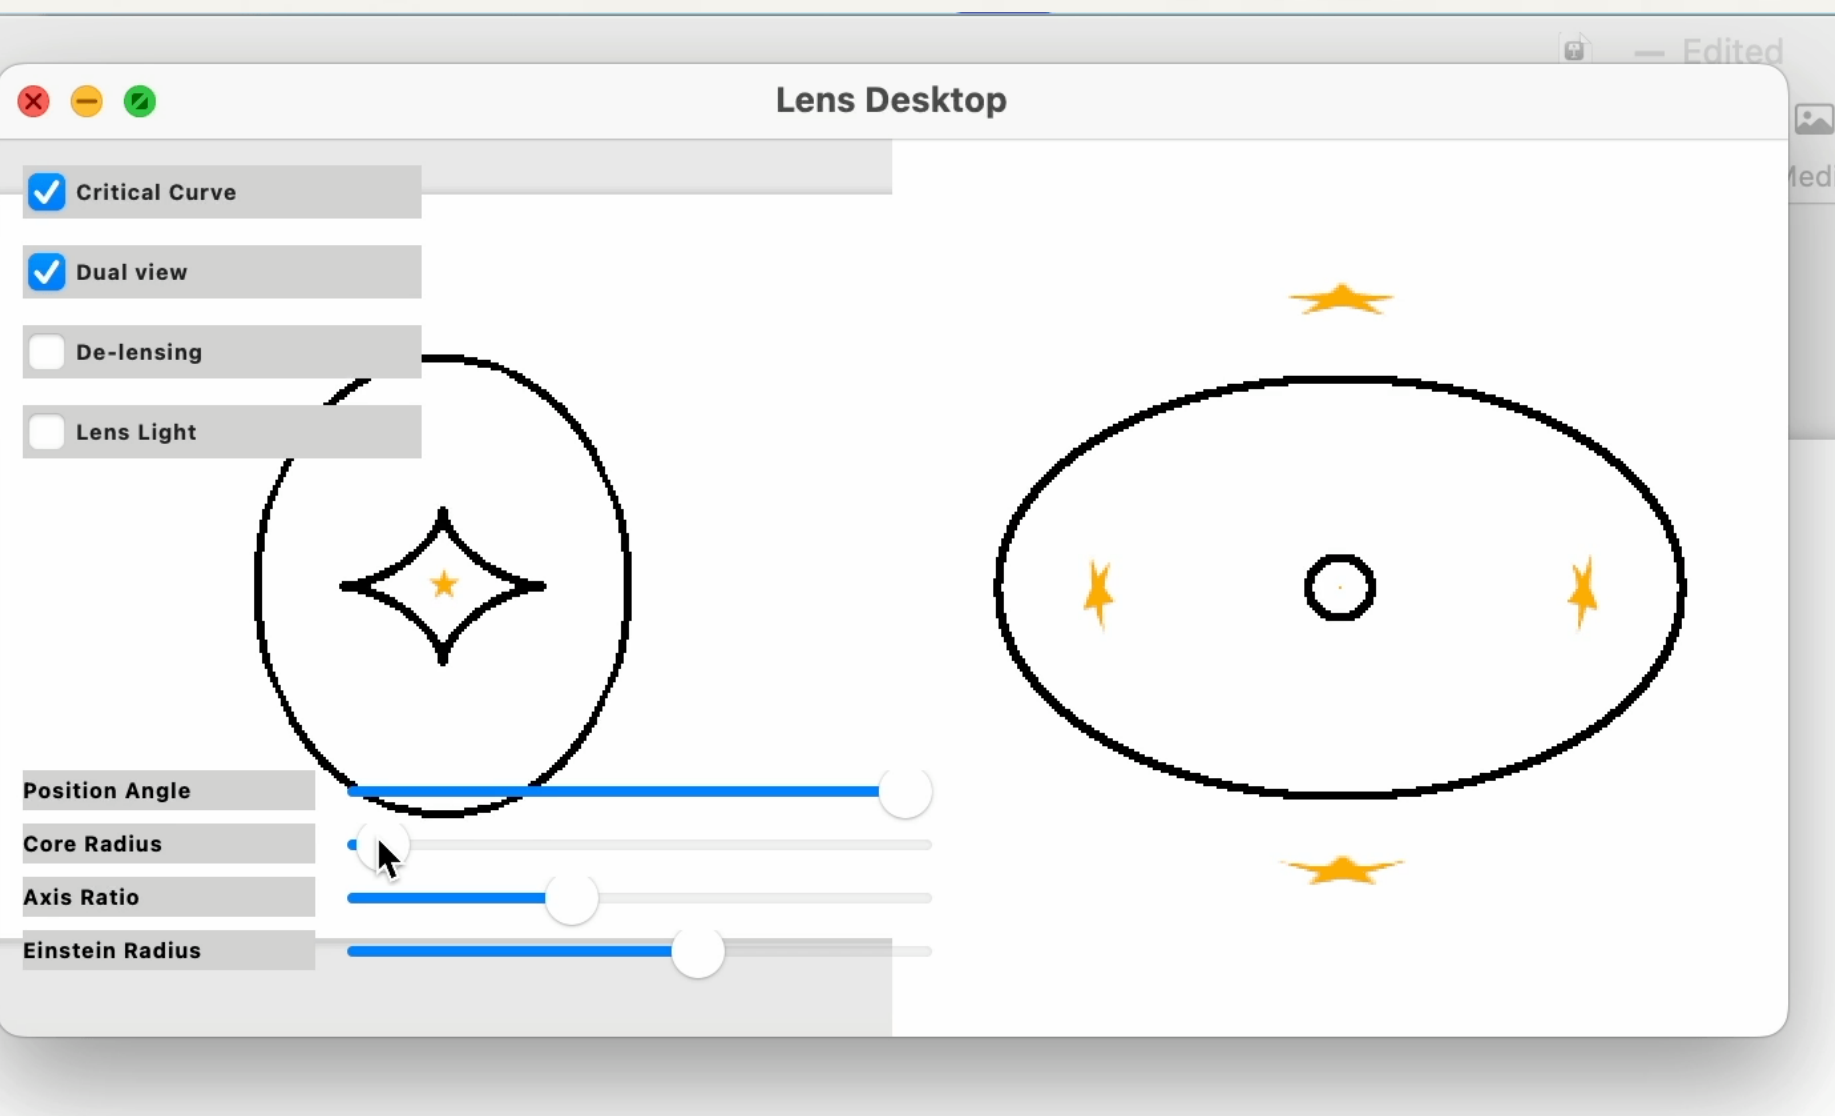 Edited
Lens Desktop
Critical Curve
Dual view
De-lensing
Lens Light
Position Angle
Core Radius
Axis Ratio
Einstein Radius